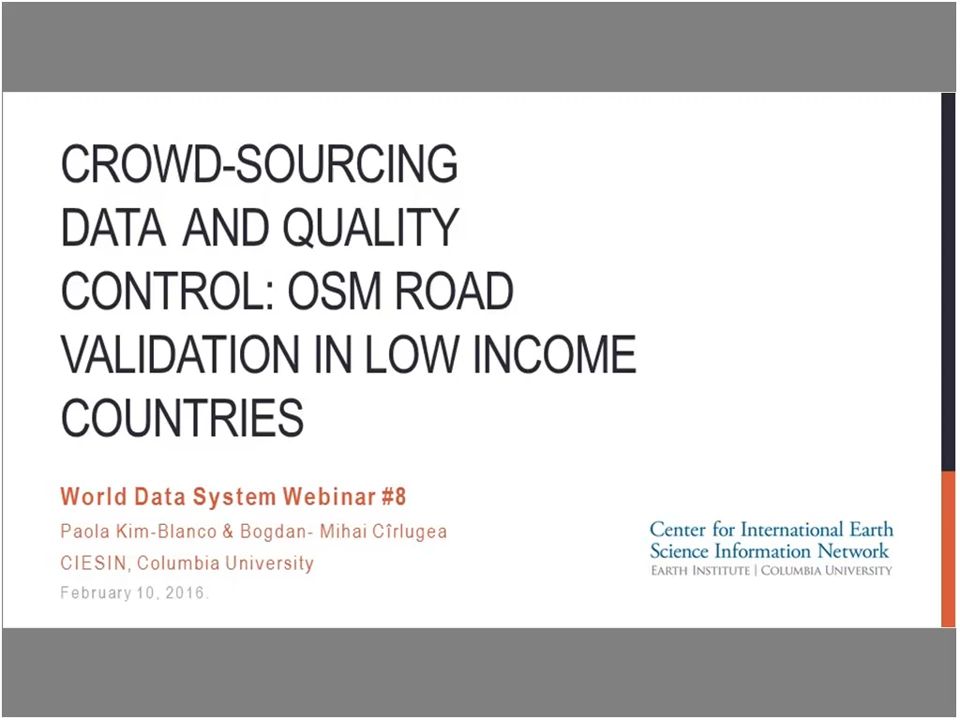 CROWD-SOURCING
DATA AND QUALITY
CONTROL: OSM ROAD
VALIDATION IN LOW INCOME
COUNTRIES
World Data System Webinar #8
Paola Kim-Blanco & Bogdan- Mihai Cîrlugea
CIESIN, Columbia University
February 10, 2016.
Center for International Earth
Science Information Network
EARTH INSTITUTE | COLUMBIA UNIVERSITY